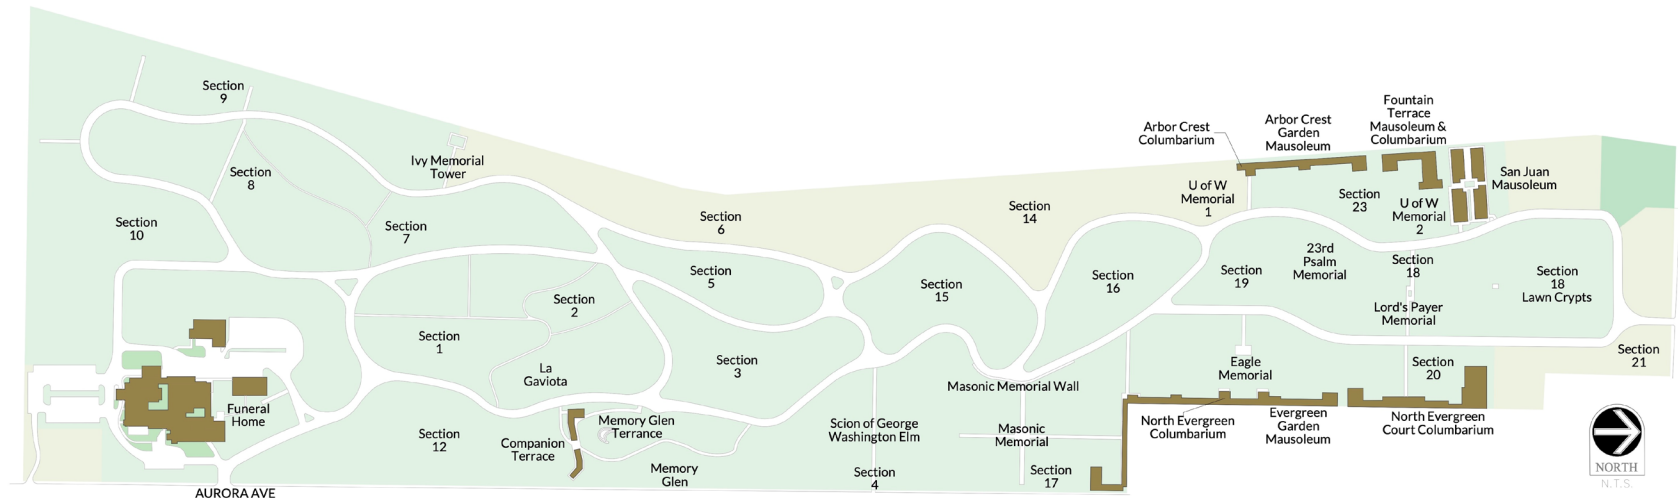 Section
9
Section
8
Section
10
Section
7
Ivy Memorial
Tower
Section
6
Section
14
Arbor Crest
Columbarium
Arbor Crest
Garden
Mausoleum
Fountain
Terrace
Mausoleum &
Columbarium
San Juan
Mausoleum
U of W
Memorial
1
Section
23
U of W
Memorial
2
Section
5
Section
2
Section
1
La
Gaviota
Section
3
Section
15
Section
16
Section
19
23rd
Psalm
Memorial
Section
18
Lord's Payer
Memorial
Section
18
Lawn Crypts
Section
21
Section
20
Eagle
Memorial
Masonic Memorial Wall
Funeral
Home
Section
12
Companion
Terrace
Memory Glen
Terrance
Memory
Glen
Scion of George
Washington Elm
Section
4
Masonic
Memorial
Section
17
North Evergreen
Columbarium
Evergreen
Garden
Mausoleum
North Evergreen
Court Columbarium
AURORA AVE
NORTH
N.T.S.